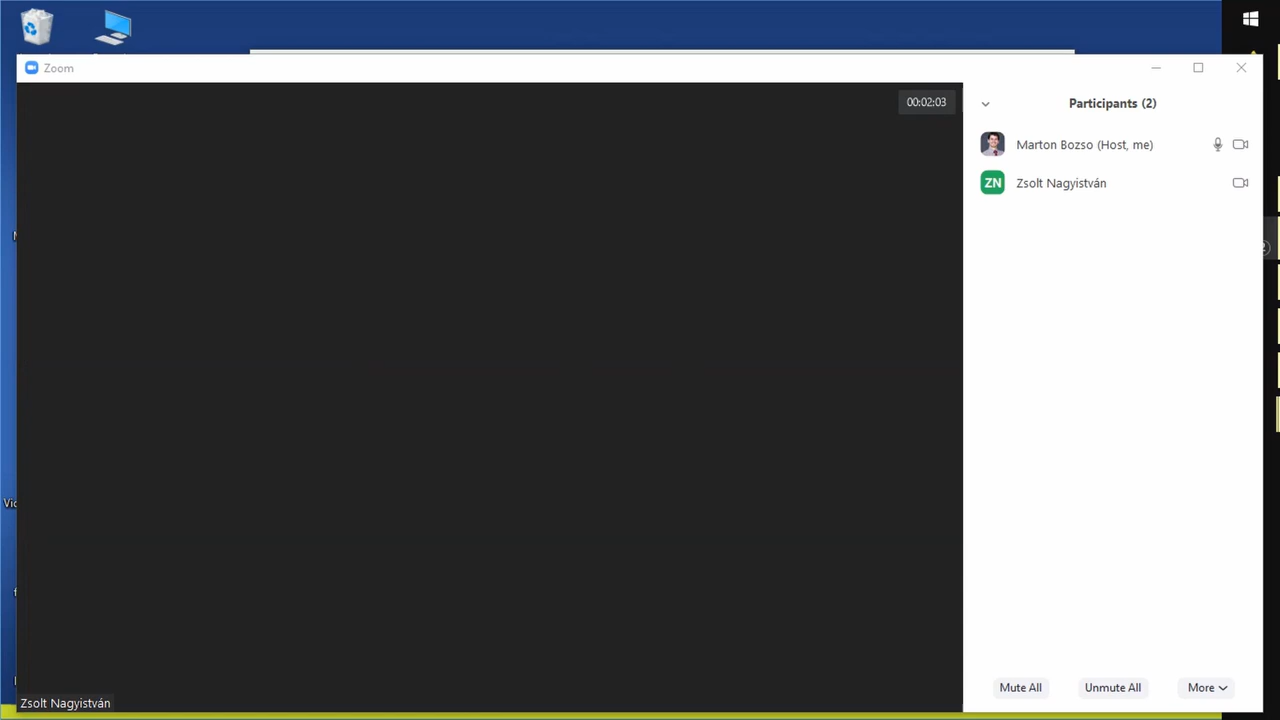 Zoom
00:02:03
Participants (2)
Marton Bozso (Host, me)
ZN Zsolt Nagyistván
Mute All Unmute All More
Zsolt Nagyistván